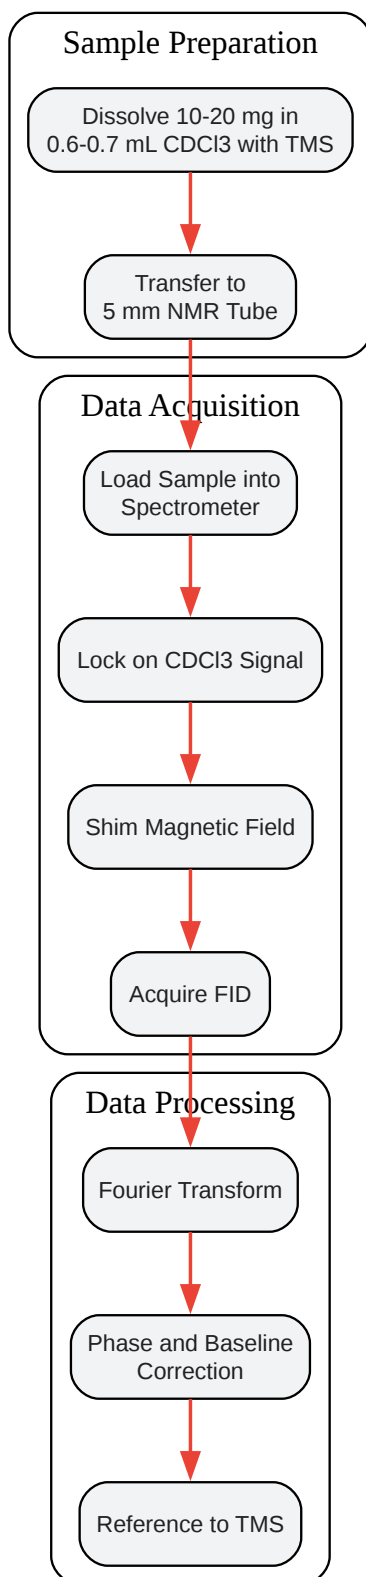 Sample Preparation
Dissolve 10-20 mg in
0.6-0.7 mL CDCl3 with TMS
Transfer to
5 mm NMR Tube
Data Acquisition
Load Sample into
Spectrometer
Lock on CDCl3 Signal
Shim Magnetic Field
Acquire FID
Data Processing
Fourier Transform
Phase and Baseline
Correction
Reference to TMS